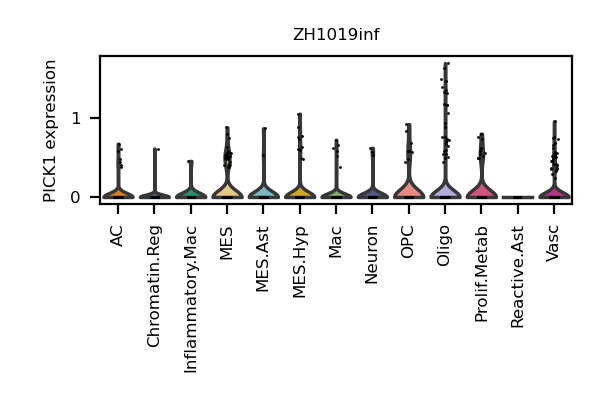 ZH1019inf
PICK1 expression
1
0
AC
Chromatin.Reg
Inflammatory.Mac
MES
MES.Ast
MES.Hyp
Mac
Neuron
OPC
Oligo
Prolif.Metab
Reactive.Ast
Vasc